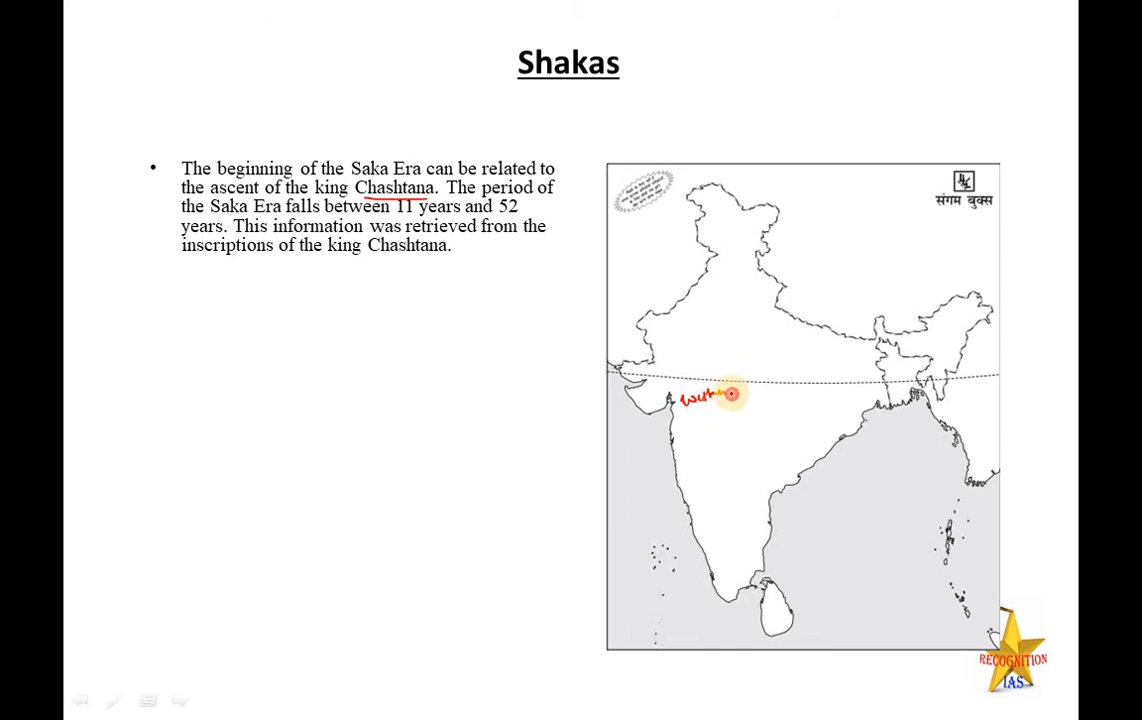 Shakas
• The beginning of the Saka Era can be related to
the ascent of the king Chashtana. The period of
the Saka Era falls between 11 years and 52
years. This information was retrieved from the
inscriptions of the king Chashtana.
संगम बुक्स
RECOGNITION
IAS